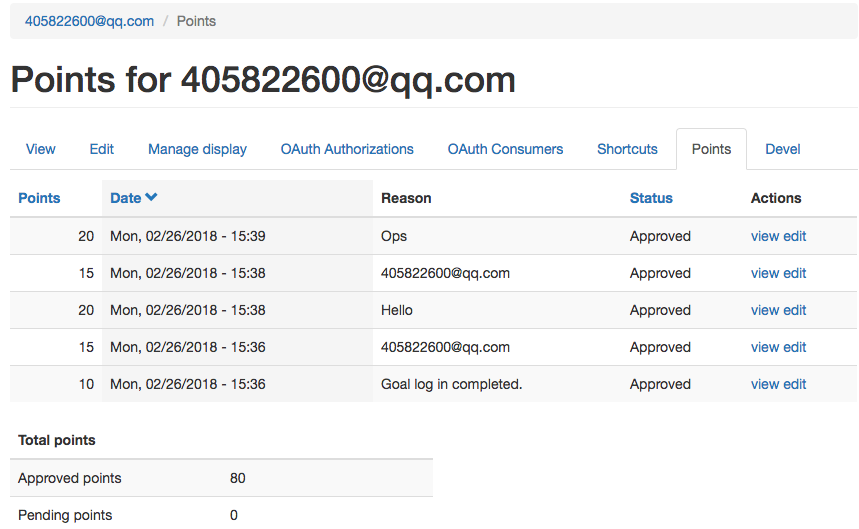 405822600@qq.com / Points
Points for 405822600@qq.com
View Edit Manage display OAuth Authorizations OAuth Consumers Shortcuts Points Devel
Points Date Reason Status Actions
20 Mon, 02/26/2018 - 15:39 Ops Approved view edit
15 Mon, 02/26/2018 - 15:38 405822600@qq.com Approved view edit
20 Mon, 02/26/2018 - 15:38 Hello Approved view edit
15 Mon, 02/26/2018 - 15:36 405822600@qq.com Approved view edit
10 Mon, 02/26/2018 - 15:36 Goal log in completed. Approved view edit
Total points
Approved points 80
Pending points 0